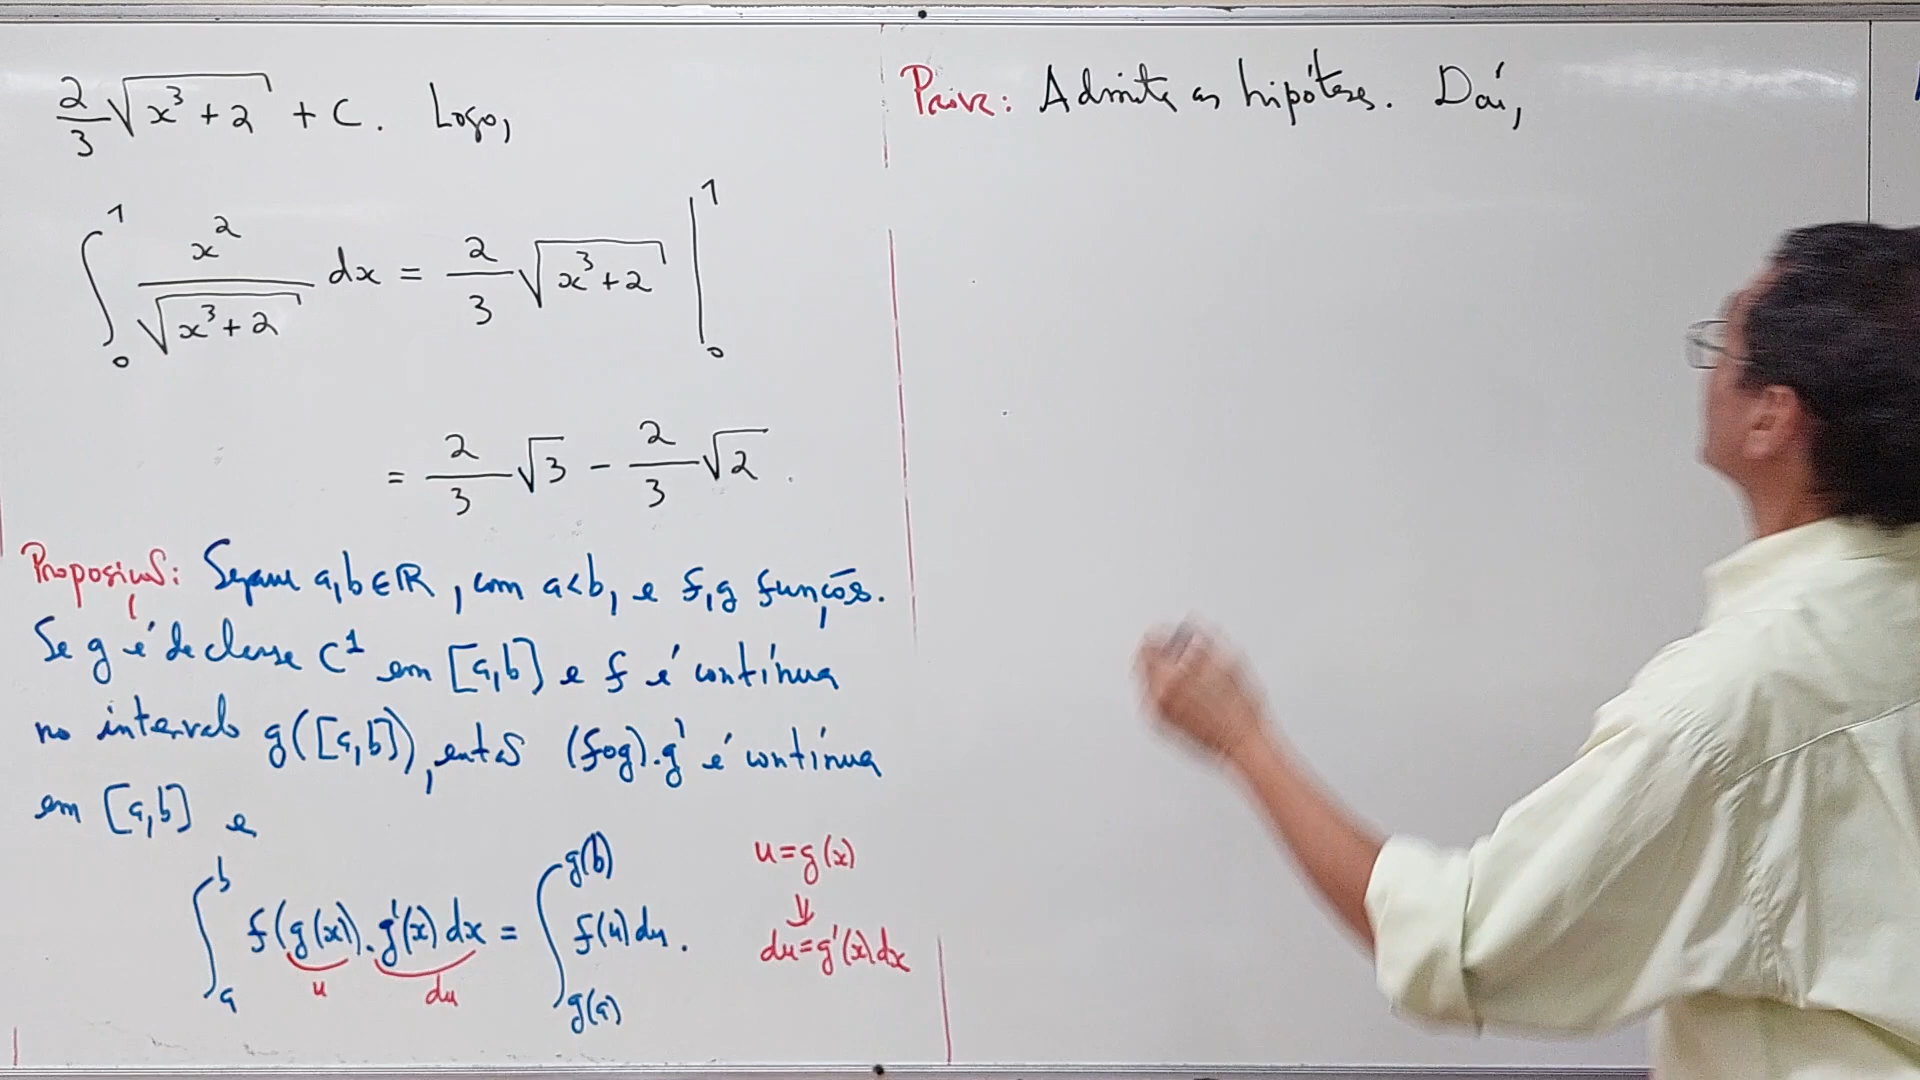 2/3 √(x³+2) + C. Logo,
∫₀¹ x²/√(x³+2) dx = 2/3 √(x³+2) |₀¹
= 2/3 √3 − 2/3 √2.
Proposição: Sejam a,b∈ℝ, com a<b, e f,g funções.
Se g é de classe C¹ em [a,b] e f é contínua
no intervalo g([a,b]), então (fog).g' é contínua
em [a,b] e
∫ₐᵇ f(g(x)).g'(x)dx = ∫_{g(a)}^{g(b)} f(u)du.
u du
u=g(x)
⇓
du=g'(x)dx
Prova: Admita as hipóteses. Daí,